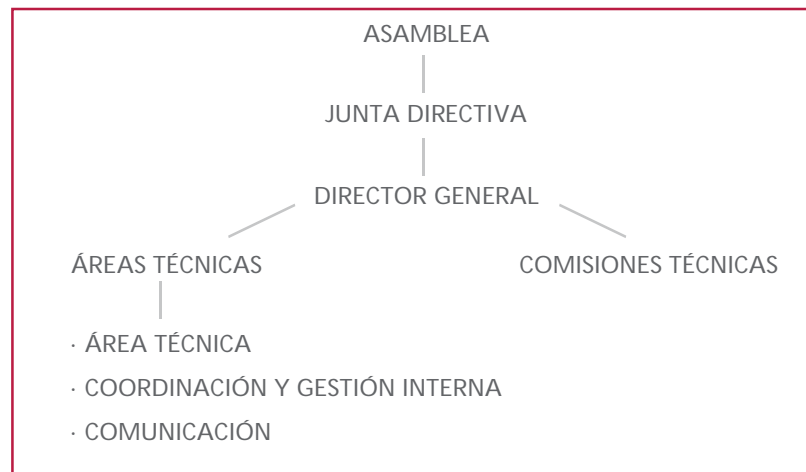 ASAMBLEA
JUNTA DIRECTIVA
DIRECTOR GENERAL
ÁREAS TÉCNICAS
COMISIONES TÉCNICAS
· ÁREA TÉCNICA
· COORDINACIÓN Y GESTIÓN INTERNA
· COMUNICACIÓN